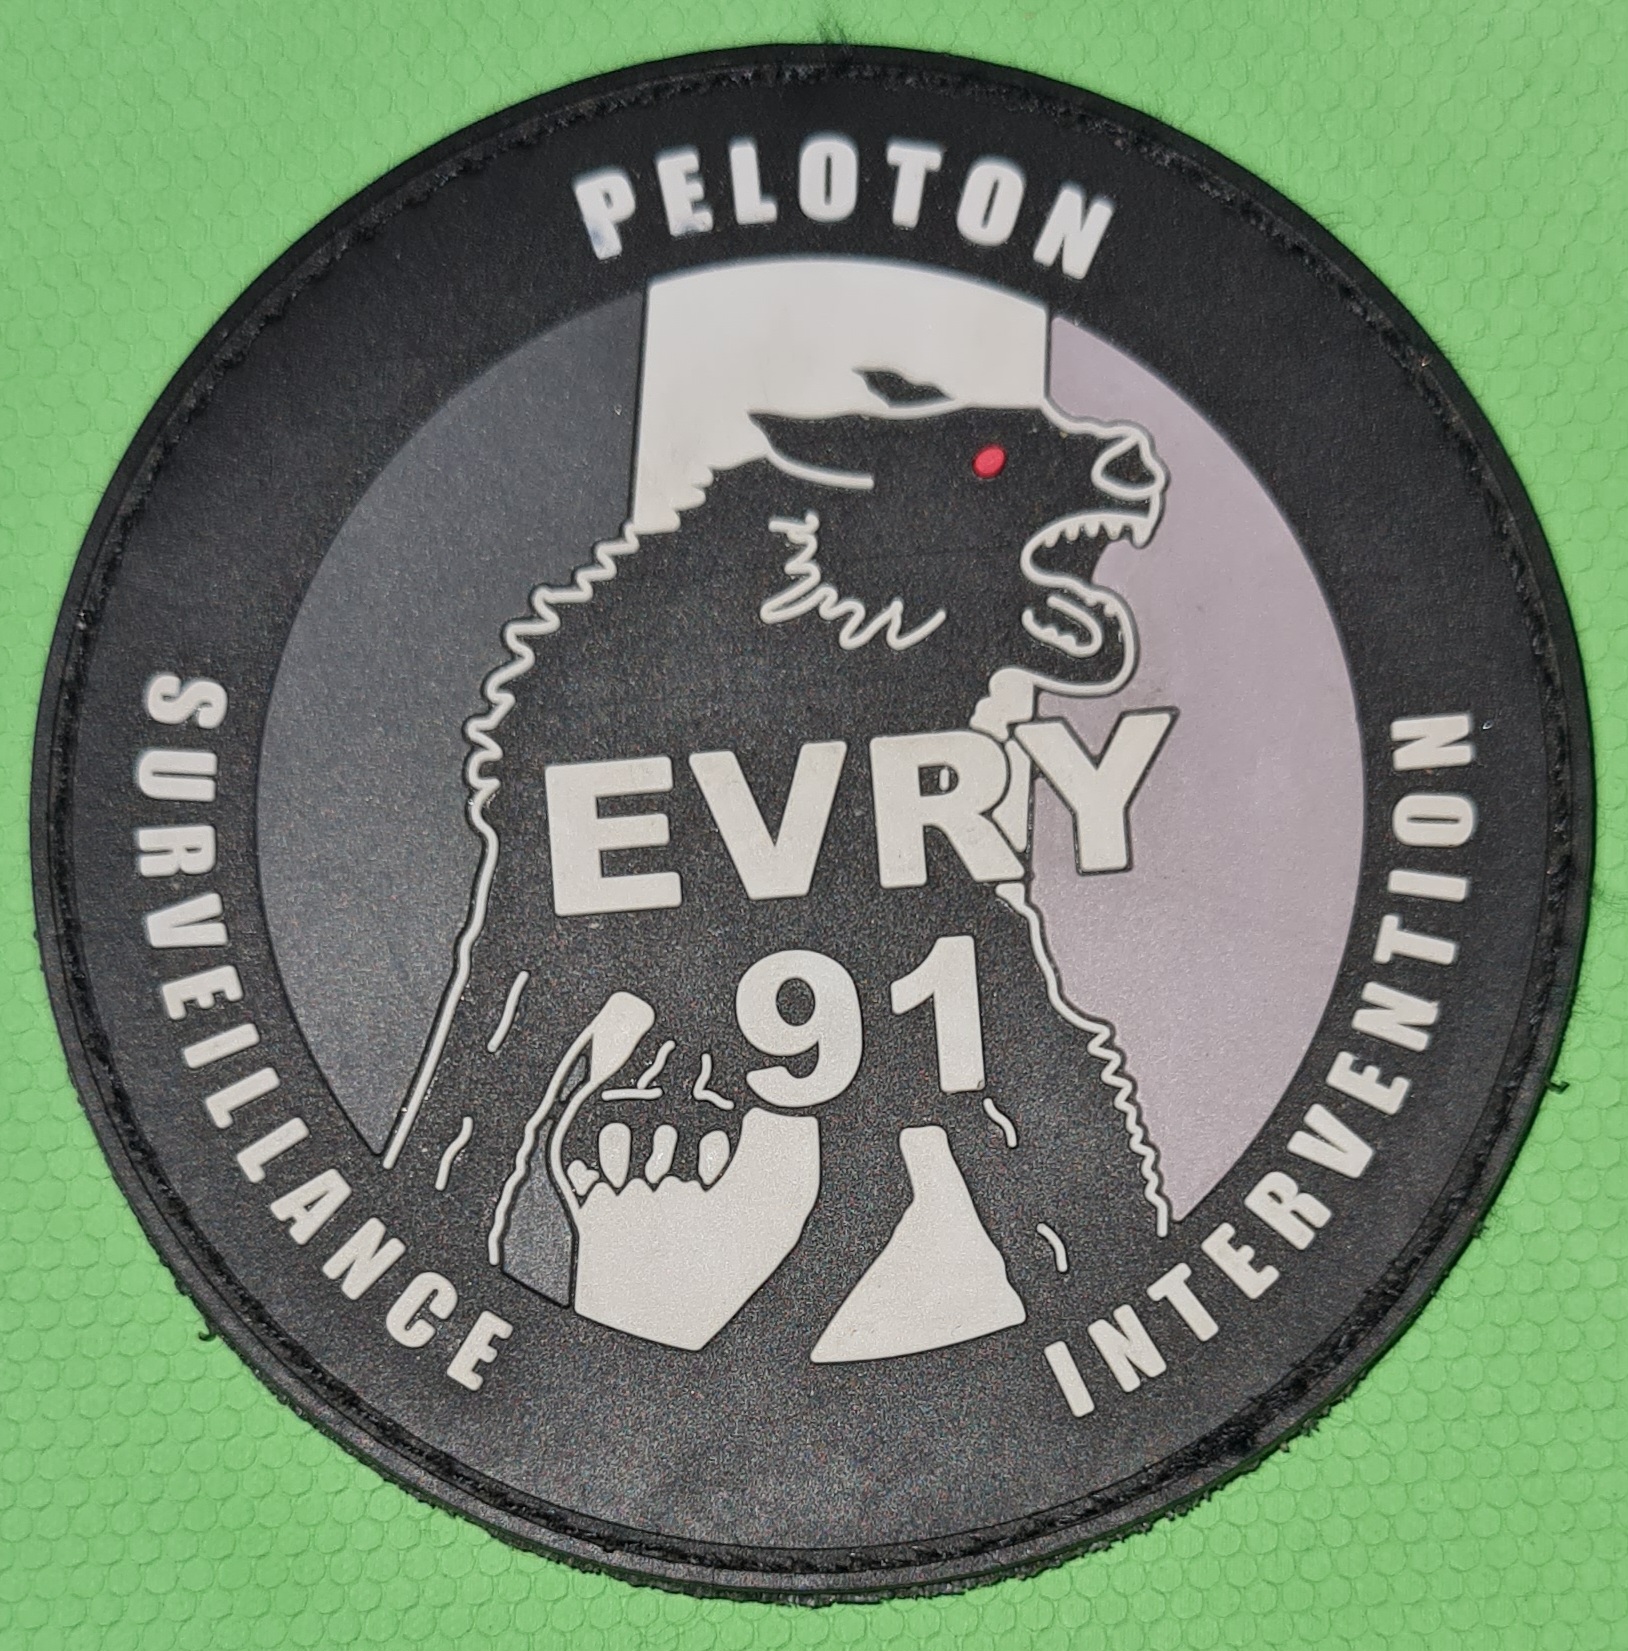 PELOTON
SURVEILLANCE
INTERVENTION
EVRY
91